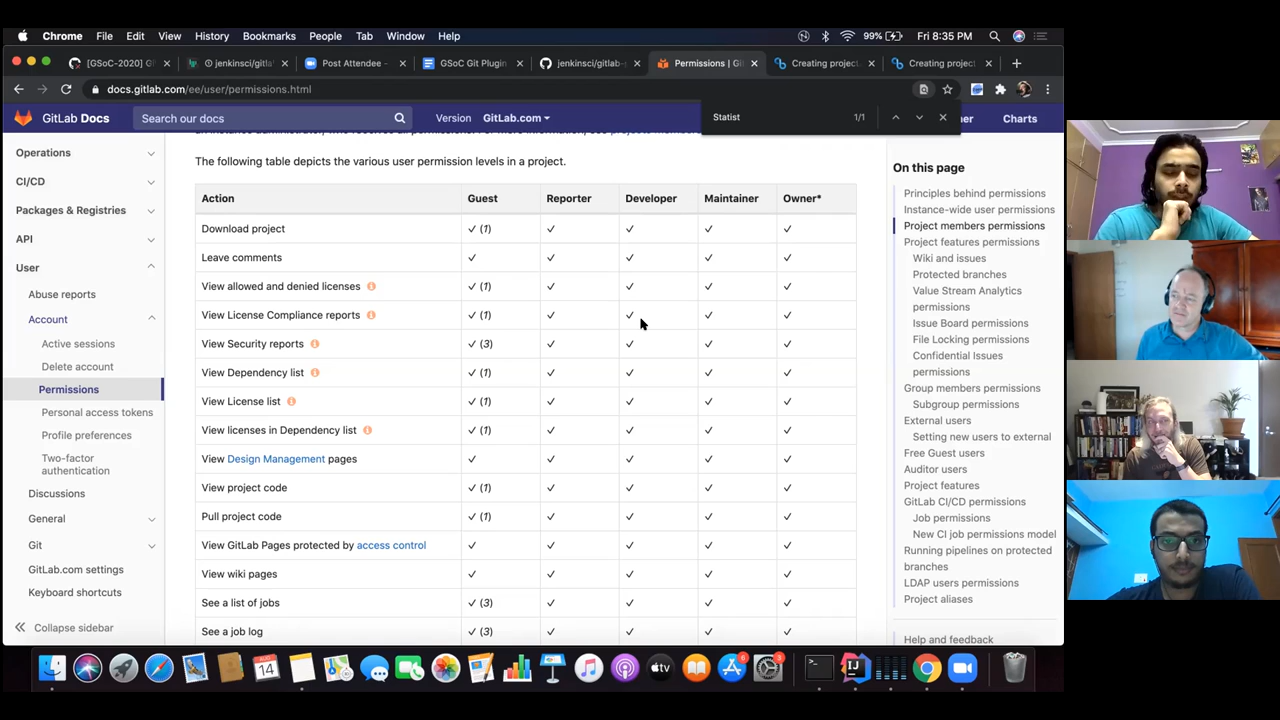 Chrome File Edit View History Bookmarks People Tab Window Help 99% Fri 8:35 PM
[GSoC-2020] Gi jenkinsci/gitla Post Attendee - GSoC Git Plugin jenkinsci/gitlab-s Permissions | Git Creating project Creating project
docs.gitlab.com/ee/user/permissions.html
GitLab Docs Search our docs Version GitLab.com Statist 1/1 ner Charts
The following table depicts the various user permission levels in a project.
Action Guest Reporter Developer Maintainer Owner*
Download project ✓ (1) ✓ ✓ ✓ ✓
Leave comments ✓ ✓ ✓ ✓ ✓
View allowed and denied licenses ✓ (1) ✓ ✓ ✓ ✓
View License Compliance reports ✓ (1) ✓ ✓ ✓ ✓
View Security reports ✓ (3) ✓ ✓ ✓ ✓
View Dependency list ✓ (1) ✓ ✓ ✓ ✓
View License list ✓ (1) ✓ ✓ ✓ ✓
View licenses in Dependency list ✓ (1) ✓ ✓ ✓ ✓
View Design Management pages ✓ ✓ ✓ ✓ ✓
View project code ✓ (1) ✓ ✓ ✓ ✓
Pull project code ✓ (1) ✓ ✓ ✓ ✓
View GitLab Pages protected by access control ✓ ✓ ✓ ✓ ✓
View wiki pages ✓ ✓ ✓ ✓ ✓
See a list of jobs ✓ (3) ✓ ✓ ✓ ✓
See a job log ✓ (3) ✓ ✓ ✓ ✓
Operations
CI/CD
Packages & Registries
API
User
Abuse reports
Account
Active sessions
Delete account
Permissions
Personal access tokens
Profile preferences
Two-factor
authentication
Discussions
General
Git
GitLab.com settings
Keyboard shortcuts
Collapse sidebar
On this page
Principles behind permissions
Instance-wide user permissions
Project members permissions
Project features permissions
Wiki and issues
Protected branches
Value Stream Analytics
permissions
Issue Board permissions
File Locking permissions
Confidential Issues
permissions
Group members permissions
Subgroup permissions
External users
Setting new users to external
Free Guest users
Auditor users
Project features
GitLab CI/CD permissions
Job permissions
New CI job permissions model
Running pipelines on protected
branches
LDAP users permissions
Project aliases
Help and feedback
AUG
14
tv